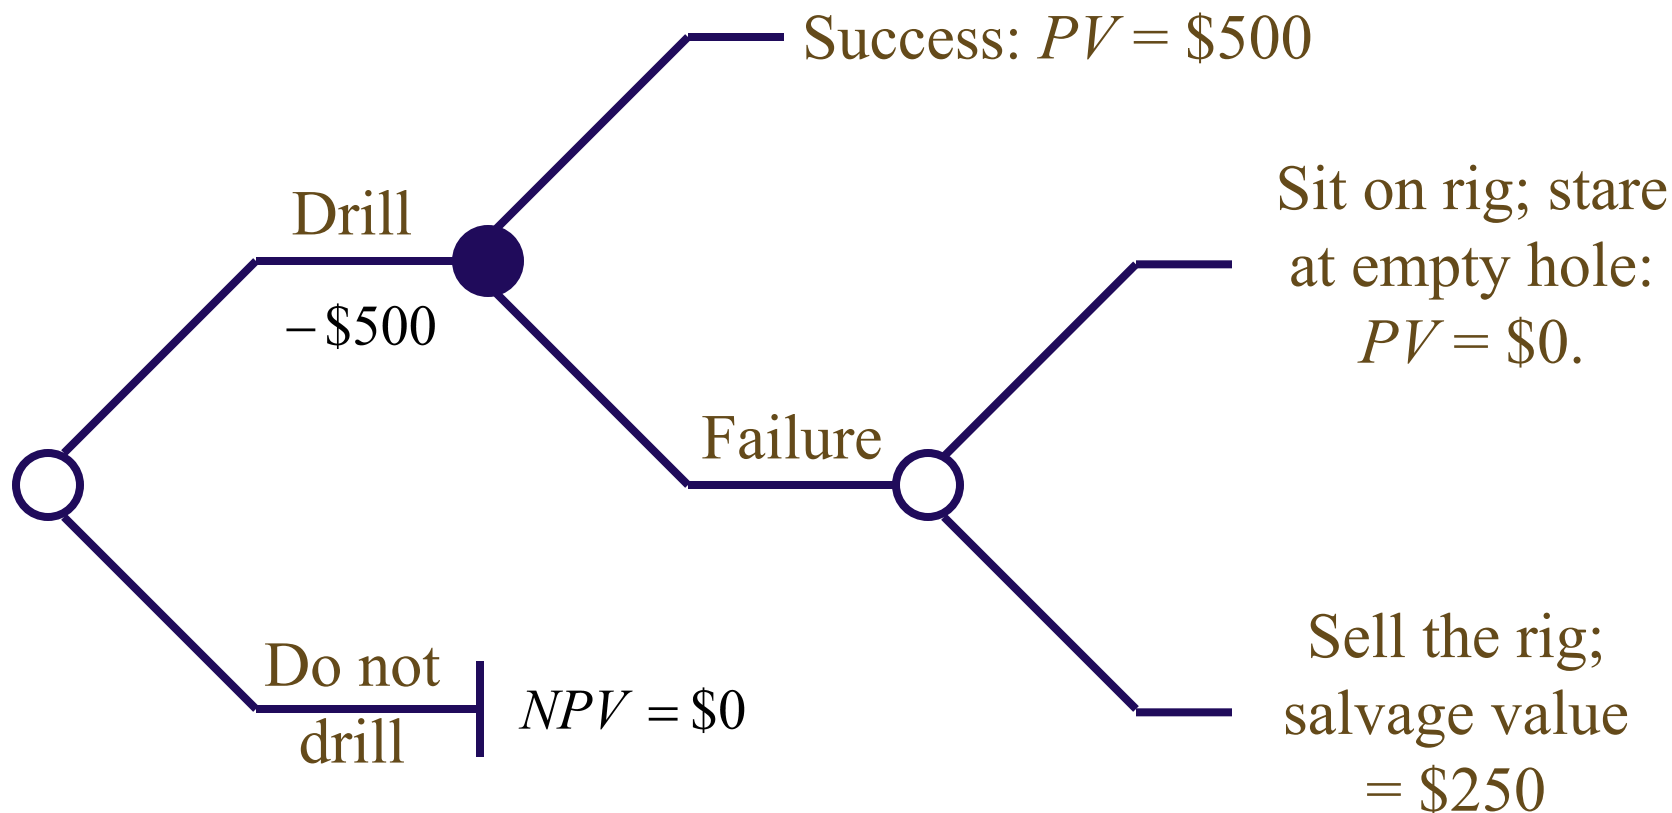 Success: PV = $500
Drill
– $500
Sit on rig; stare
at empty hole:
PV = $0.
Failure
Do not
drill
NPV = $0
Sell the rig;
salvage value
= $250